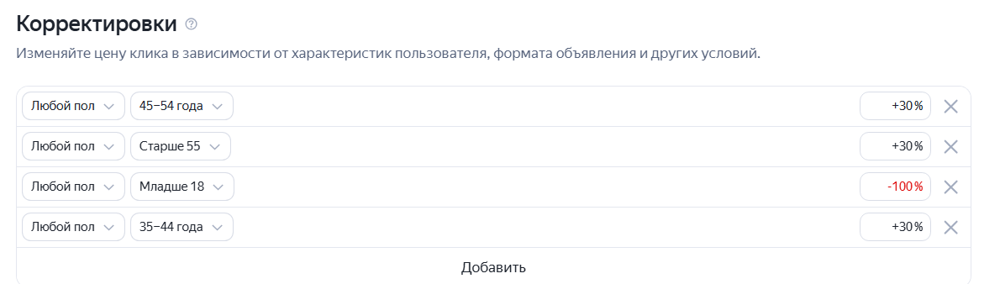 Корректировки
Изменяйте цену клика в зависимости от характеристик пользователя, формата объявления и других условий.
Любой пол 45–54 года +30%
Любой пол Старше 55 +30%
Любой пол Младше 18 -100%
Любой пол 35–44 года +30%
Добавить